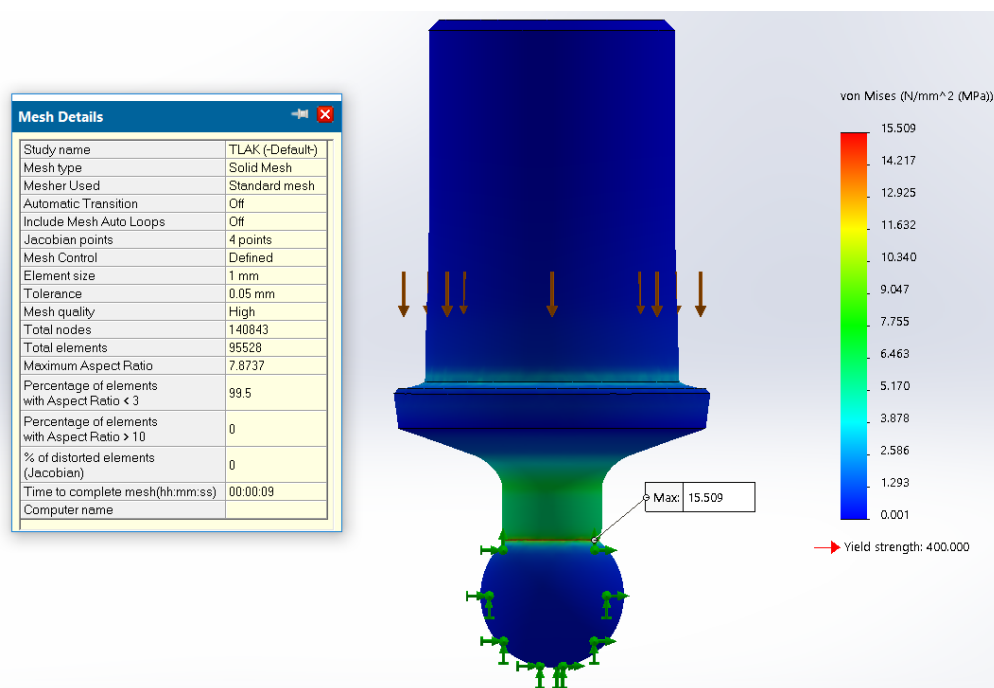 Mesh Details
Study name TLAK (-Default-)
Mesh type Solid Mesh
Mesher Used Standard mesh
Automatic Transition Off
Include Mesh Auto Loops Off
Jacobian points 4 points
Mesh Control Defined
Element size 1 mm
Tolerance 0.05 mm
Mesh quality High
Total nodes 140843
Total elements 95528
Maximum Aspect Ratio 7.8737
Percentage of elements
with Aspect Ratio < 3 99.5
Percentage of elements
with Aspect Ratio > 10 0
% of distorted elements
(Jacobian) 0
Time to complete mesh(hh:mm:ss) 00:00:09
Computer name
Max: 15.509
von Mises (N/mm^2 (MPa))
15.509
14.217
12.925
11.632
10.340
9.047
7.755
6.463
5.170
3.878
2.586
1.293
0.001
Yield strength: 400.000